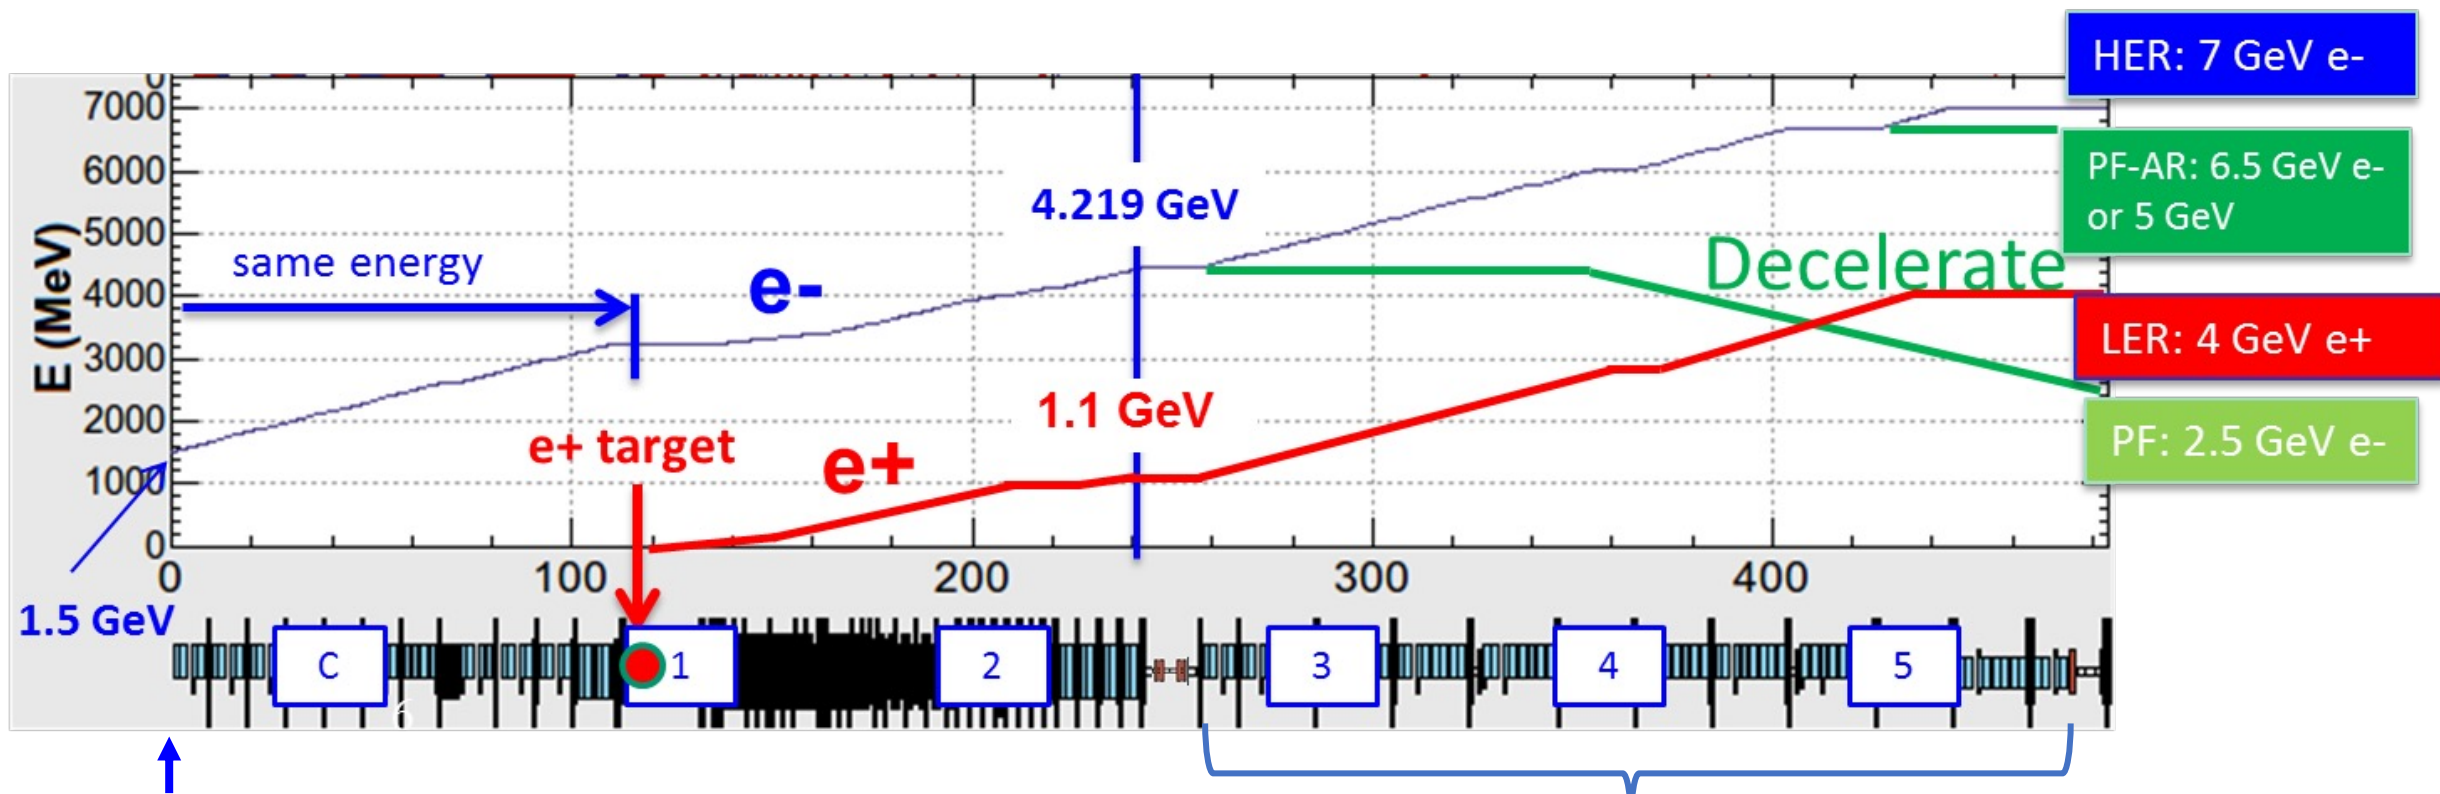 HER: 7 GeV e-
0
7000
6000
5000
4000
3000
2000
1000
0
E (MeV)
PF-AR: 6.5 GeV e-
or 5 GeV
4.219 GeV
same energy
e-
Decelerate
LER: 4 GeV e+
1.1 GeV
e+ target
e+
PF: 2.5 GeV e-
0
100
200
300
400
1.5 GeV
C
1
2
3
4
5
6